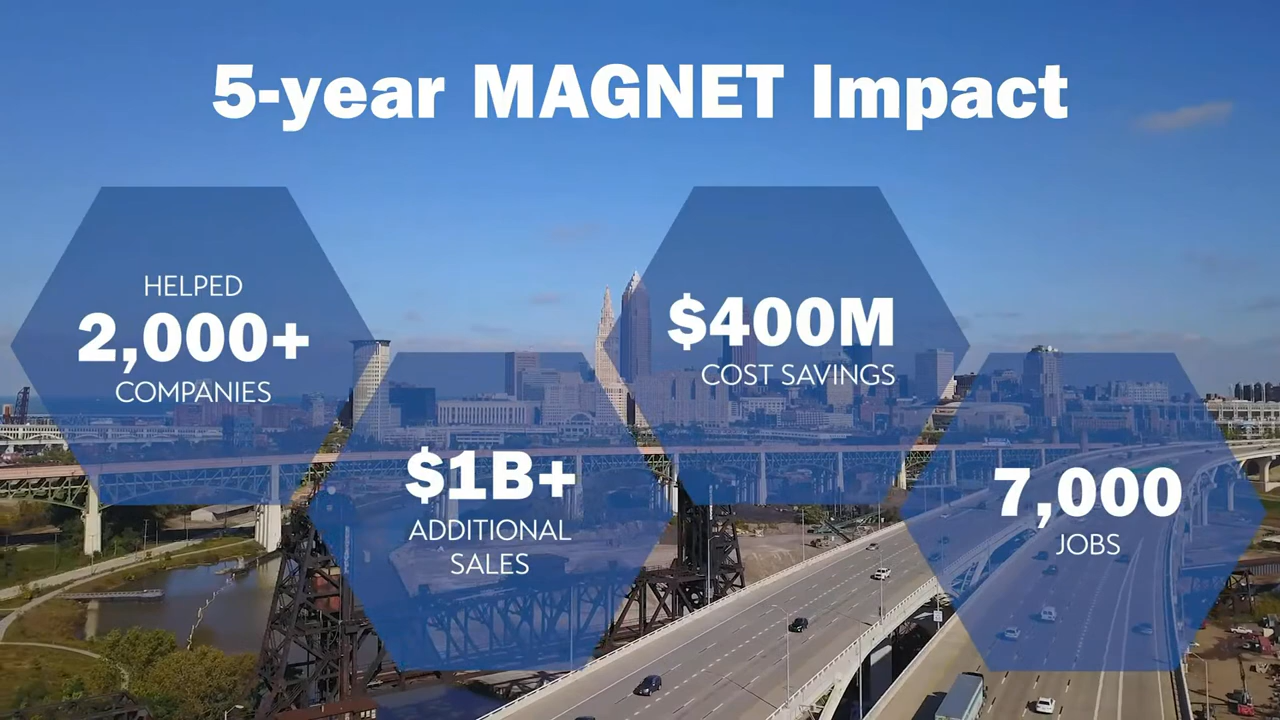 5-year MAGNET Impact
HELPED
2,000+
COMPANIES
$1B+
ADDITIONAL
SALES
$400M
COST SAVINGS
7,000
JOBS